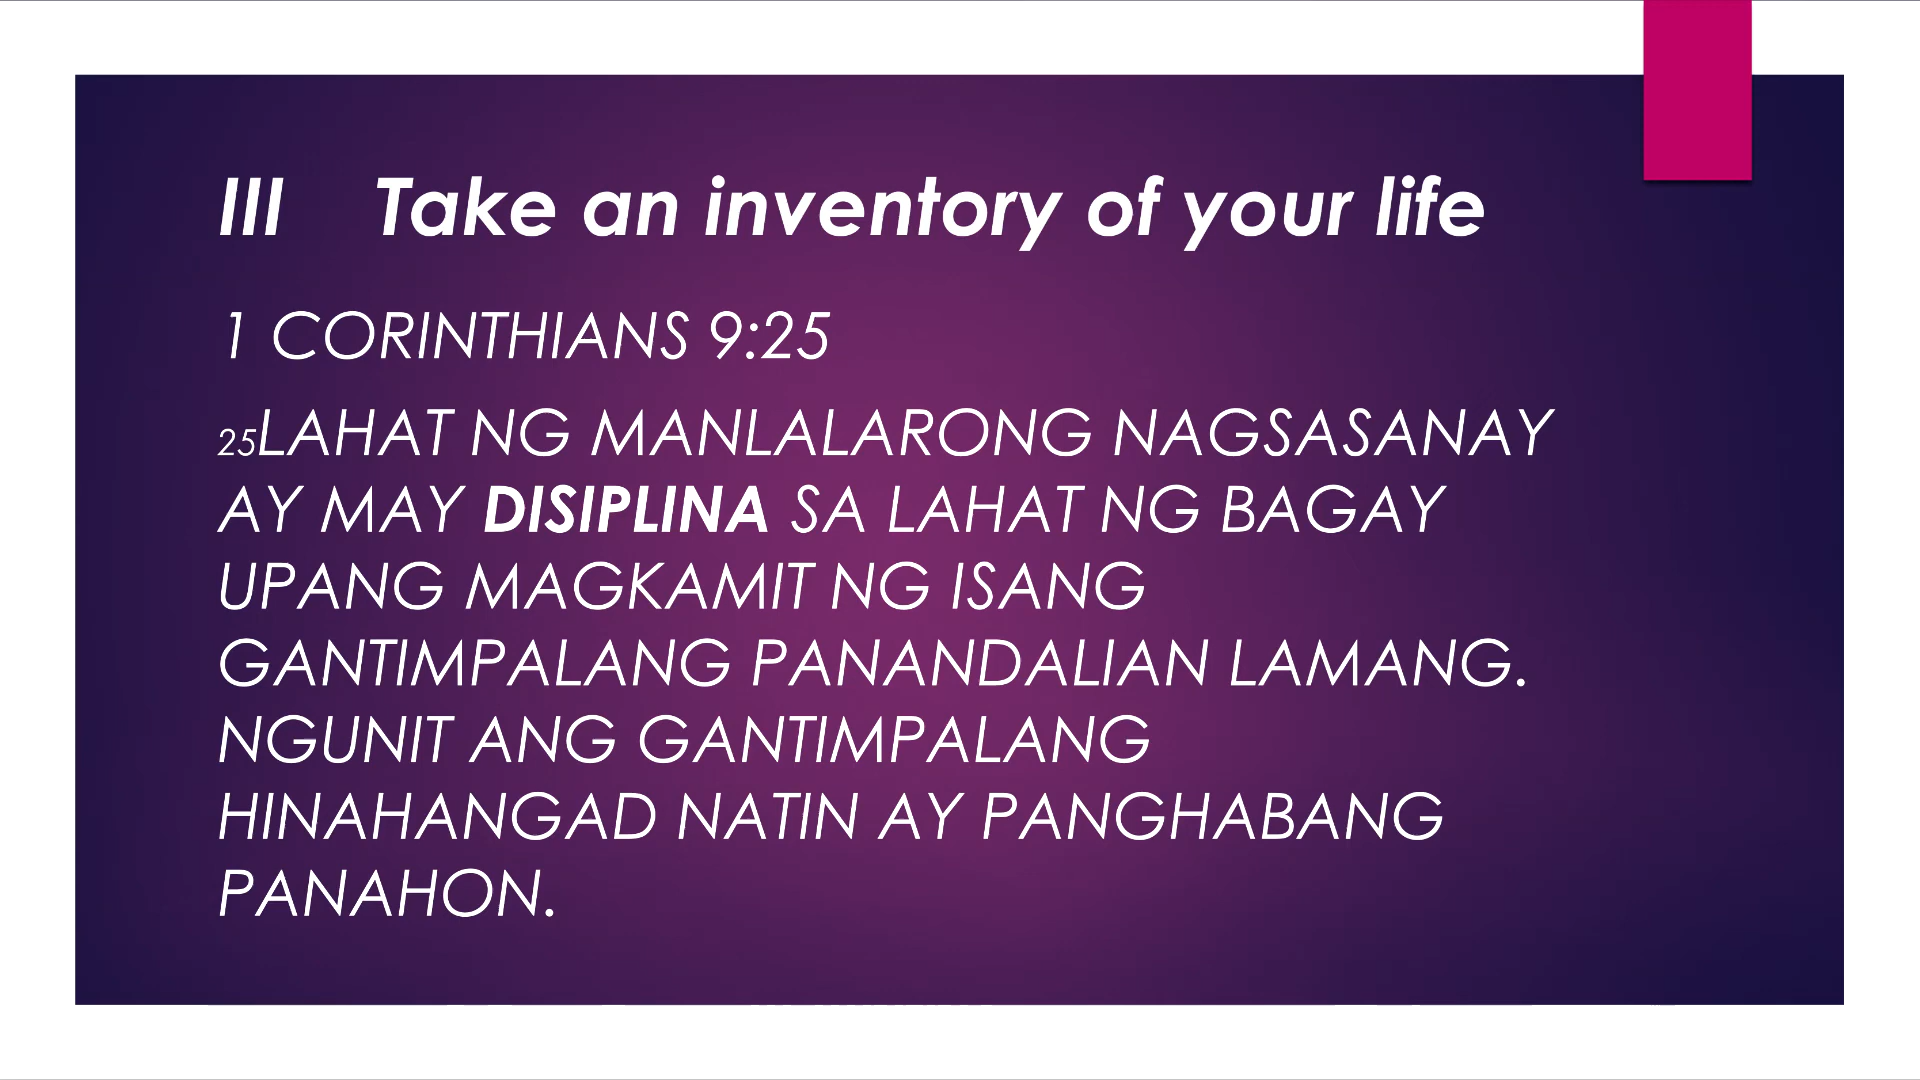 III Take an inventory of your life
1 CORINTHIANS 9:25
25LAHAT NG MANLALARONG NAGSASANAY
AY MAY DISIPLINA SA LAHAT NG BAGAY
UPANG MAGKAMIT NG ISANG
GANTIMPALANG PANANDALIAN LAMANG.
NGUNIT ANG GANTIMPALANG
HINAHANGAD NATIN AY PANGHABANG
PANAHON.